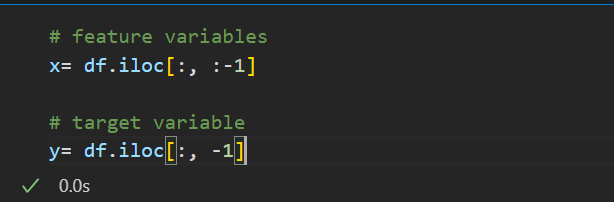 # feature variables
x= df.iloc[:, :-1]
# target variable
y= df.iloc[:, -1]
0.0s